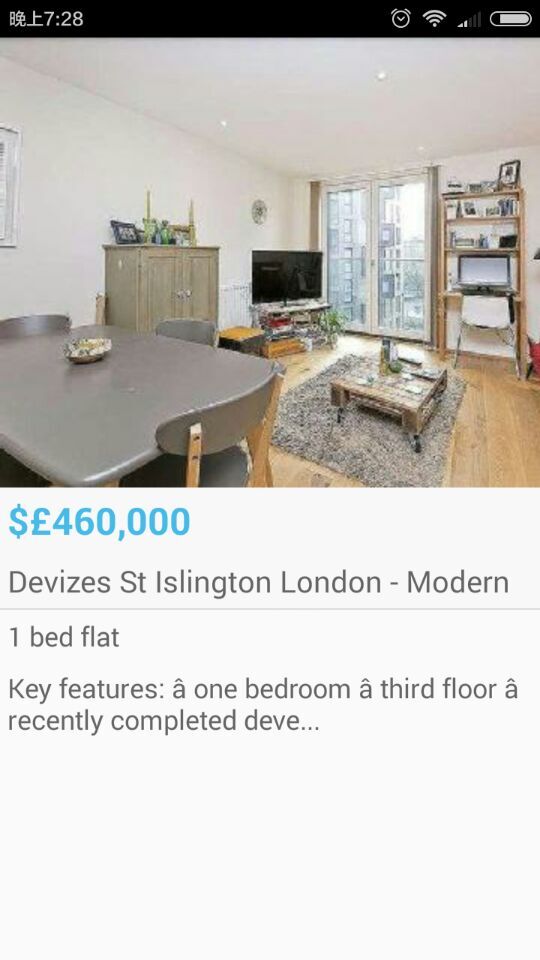 晚上7:28
$£460,000
Devizes St Islington London - Modern
1 bed flat
Key features: â one bedroom â third floor â
recently completed deve...